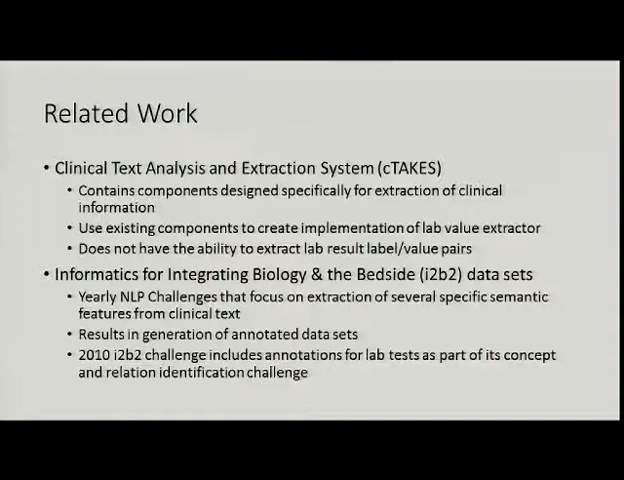 Related Work
• Clinical Text Analysis and Extraction System (cTAKES)
• Contains components designed specifically for extraction of clinical
information
• Use existing components to create implementation of lab value extractor
• Does not have the ability to extract lab result label/value pairs
• Informatics for Integrating Biology & the Bedside (i2b2) data sets
• Yearly NLP Challenges that focus on extraction of several specific semantic
features from clinical text
• Results in generation of annotated data sets
• 2010 i2b2 challenge includes annotations for lab tests as part of its concept
and relation identification challenge